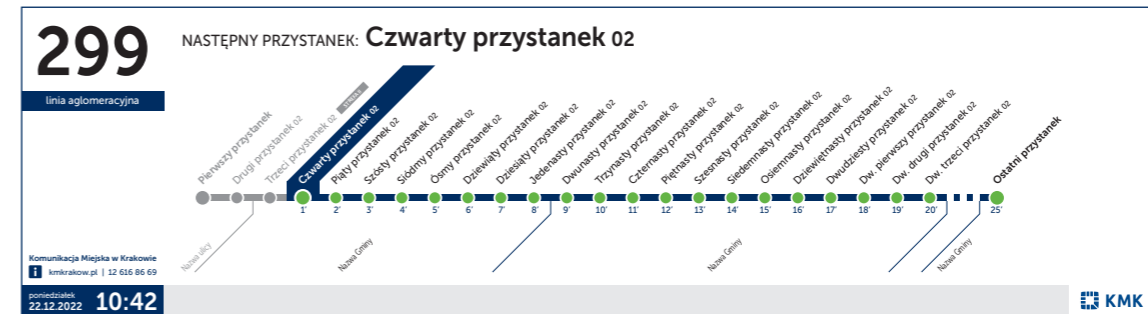 299
linia aglomeracyjna
NASTĘPNY PRZYSTANEK: Czwarty przystanek 02
Pierwszy przystanek
Drugi przystanek 02
Trzeci przystanek 02
Czwarty przystanek 02
Piąty przystanek 02
Szósty przystanek 02
Siódmy przystanek 02
Ósmy przystanek 02
Dziewiąty przystanek 02
Dziesiąty przystanek 02
Jedenasty przystanek 02
Dwunasty przystanek 02
Trzynasty przystanek 02
Czternasty przystanek 02
Piętnasty przystanek 02
Szesnasty przystanek 02
Siedemnasty przystanek 02
Osiemnasty przystanek 02
Dziewiętnasty przystanek 02
Dwudziesty przystanek 02
Dw. pierwszy przystanek 02
Dw. drugi przystanek 02
Dw. trzeci przystanek 02
Ostatni przystanek
1' 2' 3' 4' 5' 6' 7' 8' 9' 10' 11' 12' 13' 14' 15' 16' 17' 18' 19' 20' 25'
Nazwa ulicy
Nazwa Gminy
Nazwa Gminy
Nazwa Gminy
Komunikacja Miejska w Krakowie
i kmkrakow.pl | 12 616 86 69
poniedziałek
22.12.2022 10:42
KMK